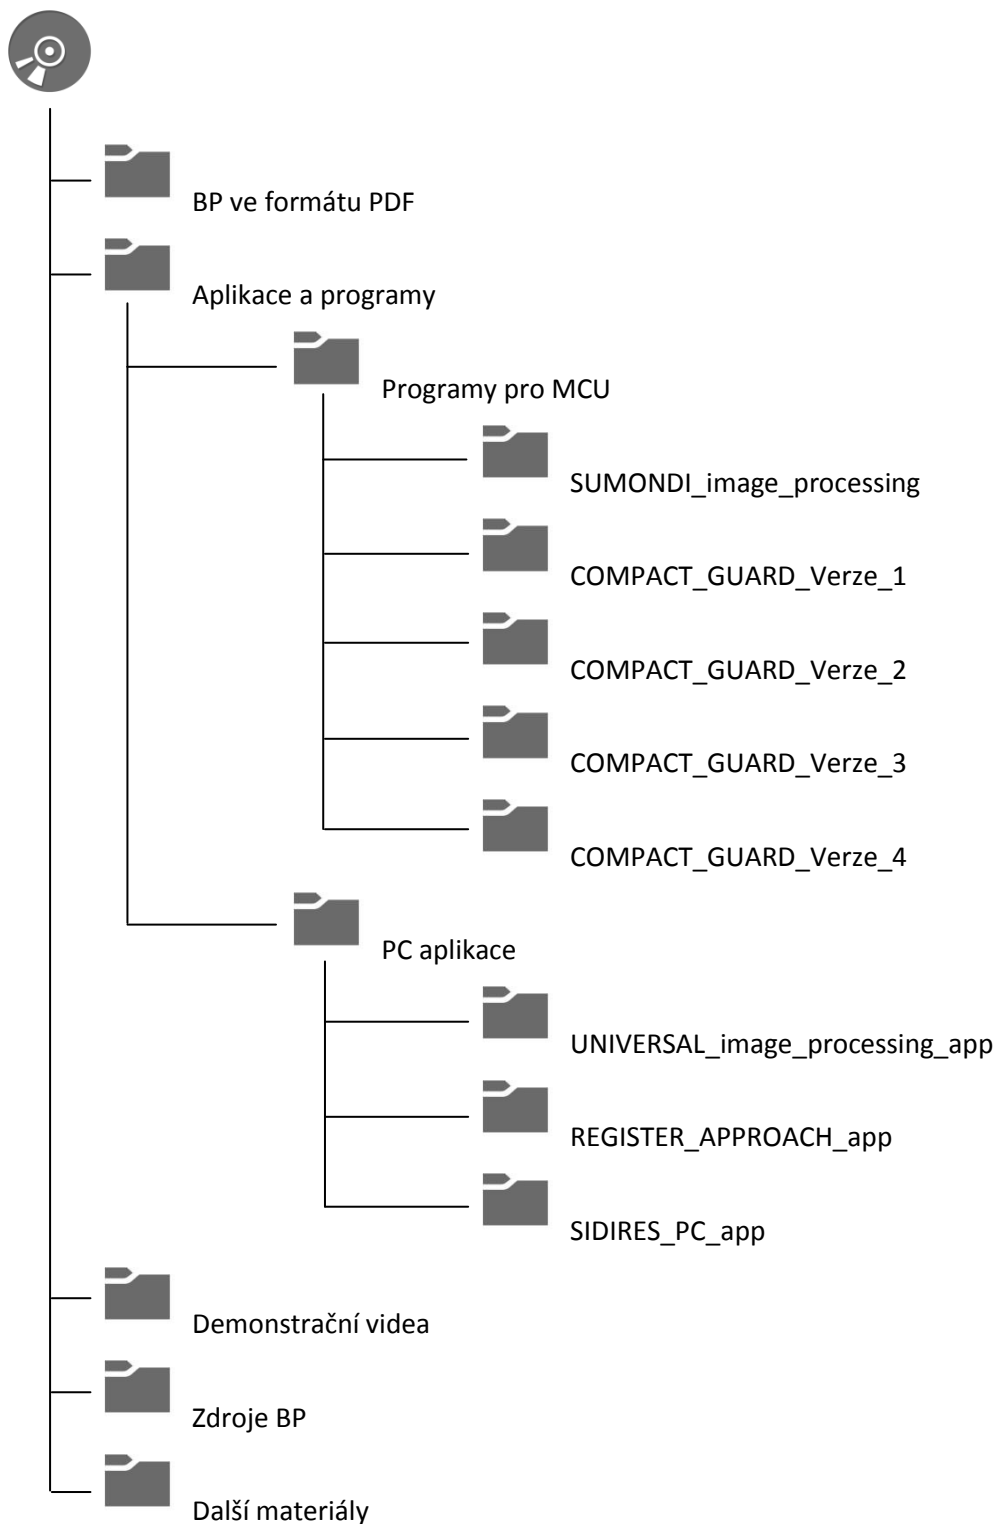 BP ve formátu PDF
Aplikace a programy
Programy pro MCU
SUMONDI_image_processing
COMPACT_GUARD_Verze_1
COMPACT_GUARD_Verze_2
COMPACT_GUARD_Verze_3
COMPACT_GUARD_Verze_4
PC aplikace
UNIVERSAL_image_processing_app
REGISTER_APPROACH_app
SIDIRES_PC_app
Demonstrační videa
Zdroje BP
Další materiály